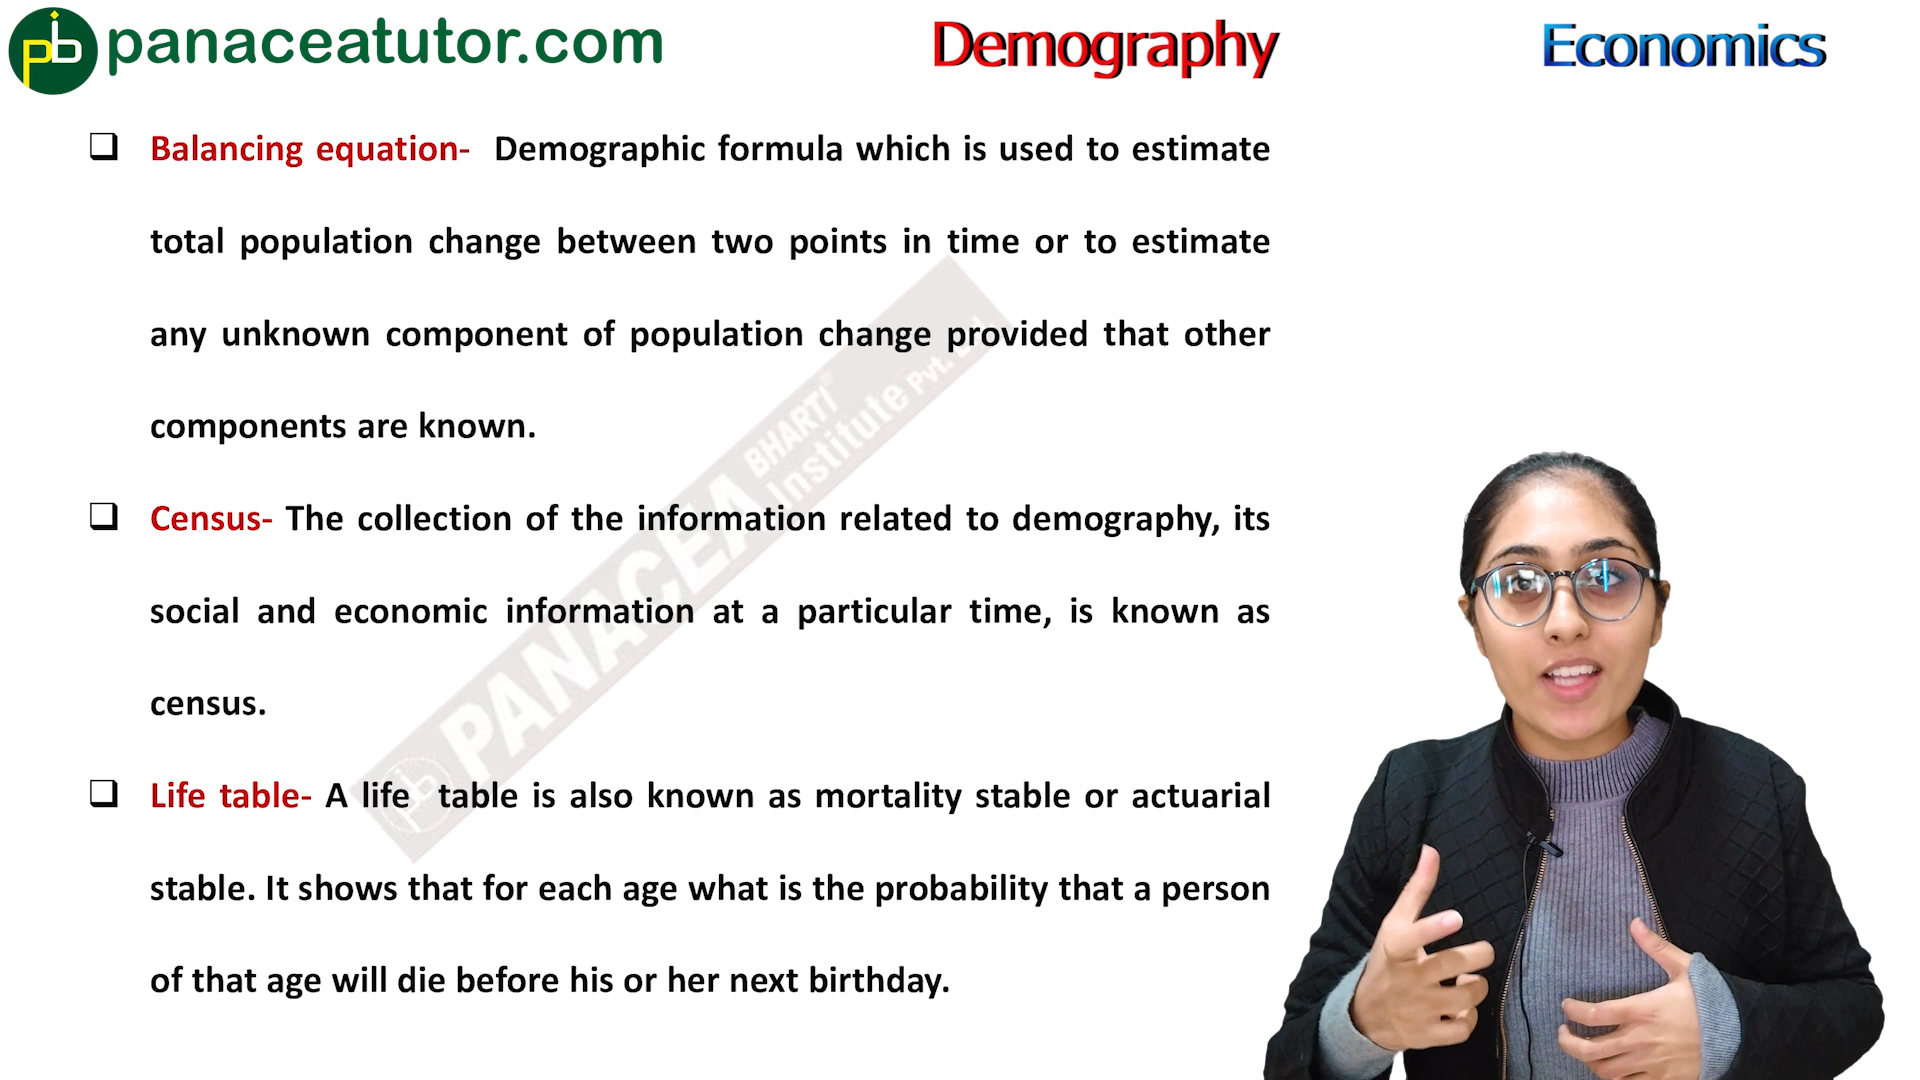 pb panaceatutor.com
Demography
Economics
❑ Balancing equation- Demographic formula which is used to estimate
total population change between two points in time or to estimate
any unknown component of population change provided that other
components are known.
❑ Census- The collection of the information related to demography, its
social and economic information at a particular time, is known as
census.
❑ Life table- A life table is also known as mortality stable or actuarial
stable. It shows that for each age what is the probability that a person
of that age will die before his or her next birthday.
pb PANACEA BHARTI®
Institute Pvt.